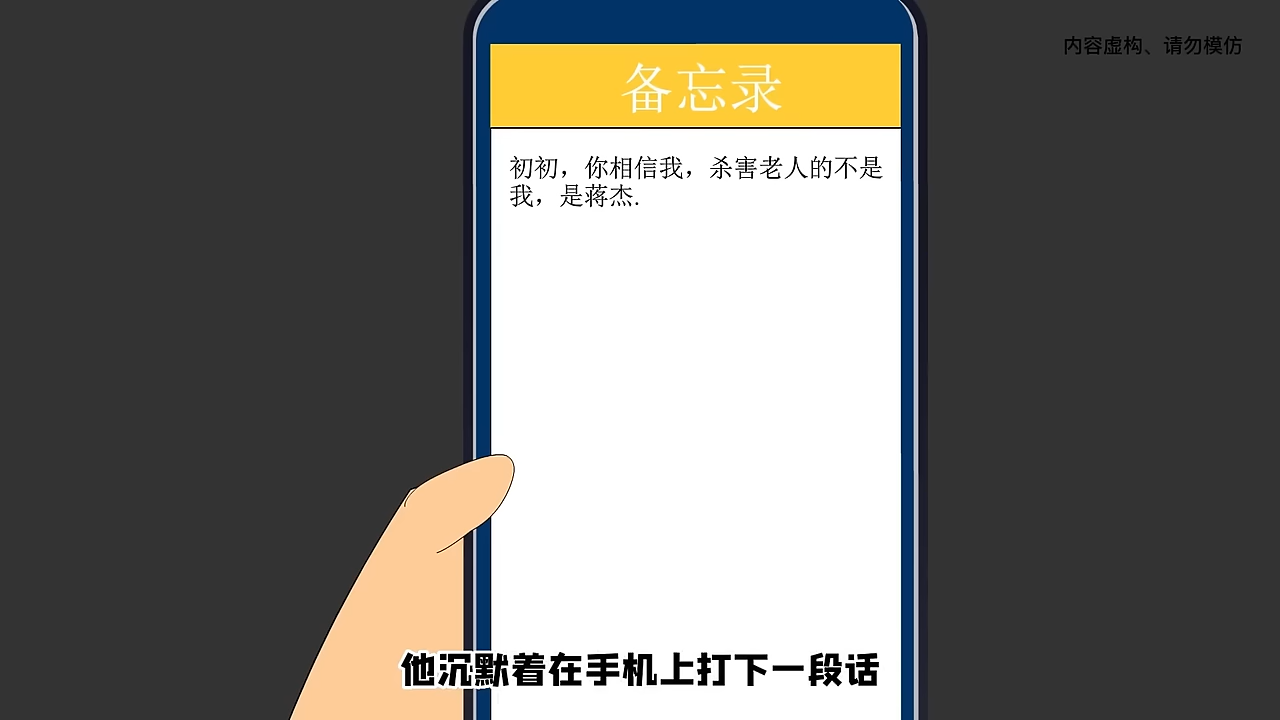 内容虚构、请勿模仿
备忘录
初初，你相信我，杀害老人的不是
我，是蒋杰.
他沉默着在手机上打下一段话